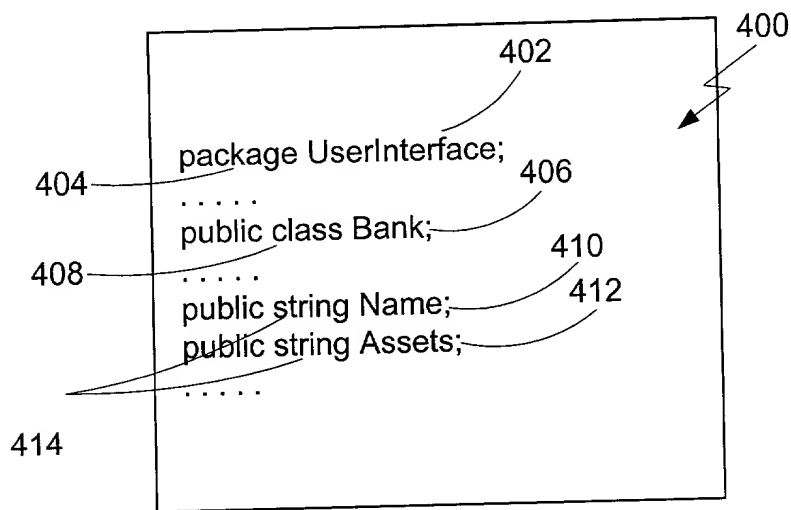 400
402
package UserInterface;
404
406
. . . . .
public class Bank;
408
410
. . . . .
412
public string Name;
public string Assets;
. . . . .
414